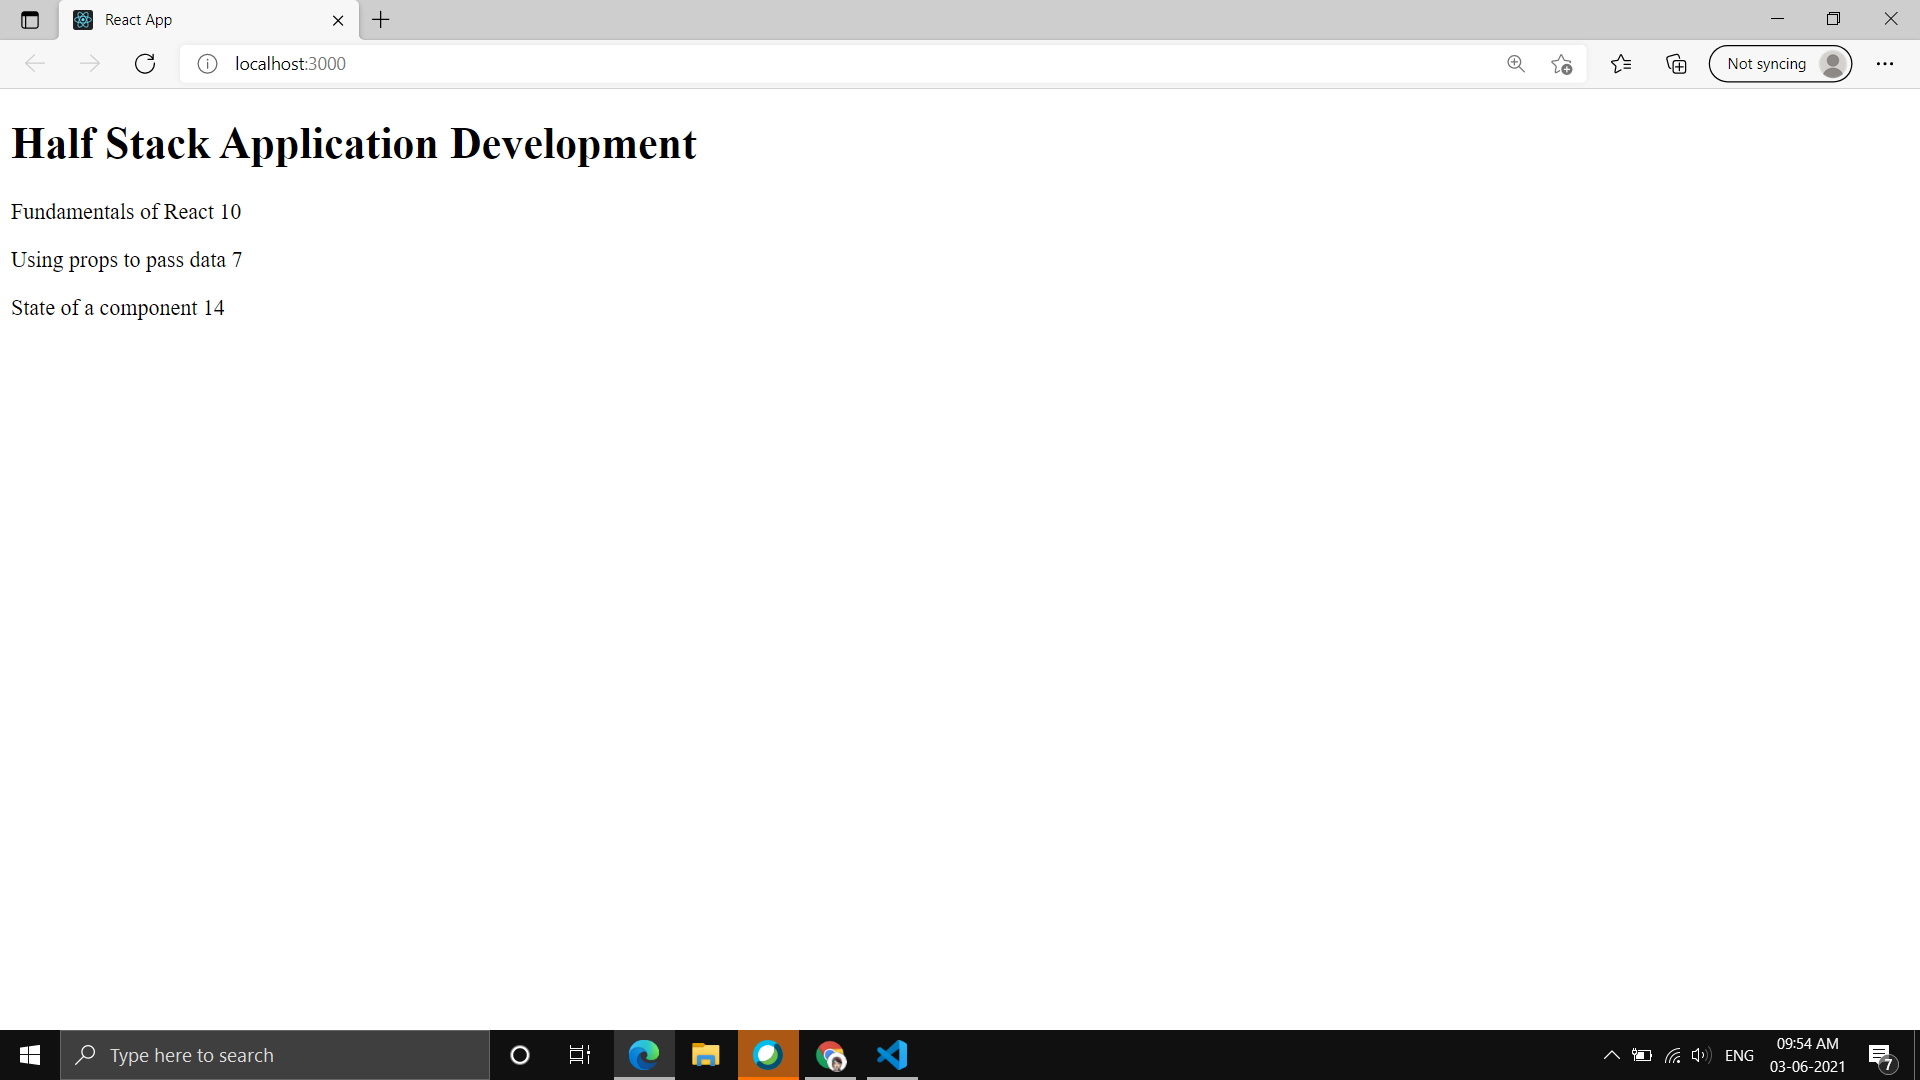 React App
localhost:3000
Not syncing
Half Stack Application Development
Fundamentals of React 10
Using props to pass data 7
State of a component 14
Type here to search
ENG
09:54 AM
03-06-2021
7